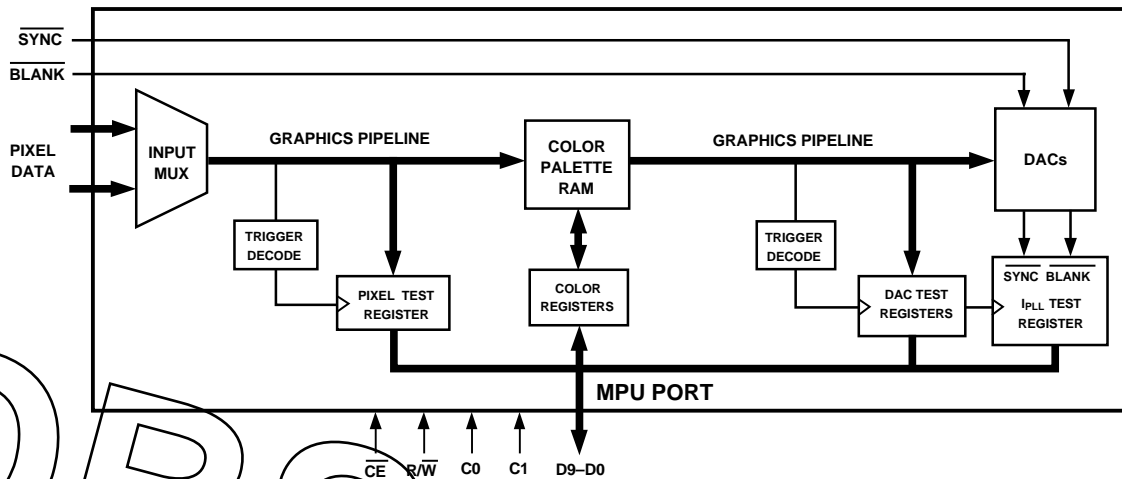 SYNC
BLANK
PIXEL
DATA
INPUT
MUX
GRAPHICS PIPELINE
TRIGGER
DECODE
PIXEL TEST
REGISTER
COLOR
PALETTE
RAM
COLOR
REGISTERS
GRAPHICS PIPELINE
TRIGGER
DECODE
DAC TEST
REGISTERS
DACs
SYNC BLANK
IPLL TEST
REGISTER
MPU PORT
CE R/W C0 C1 D9–D0